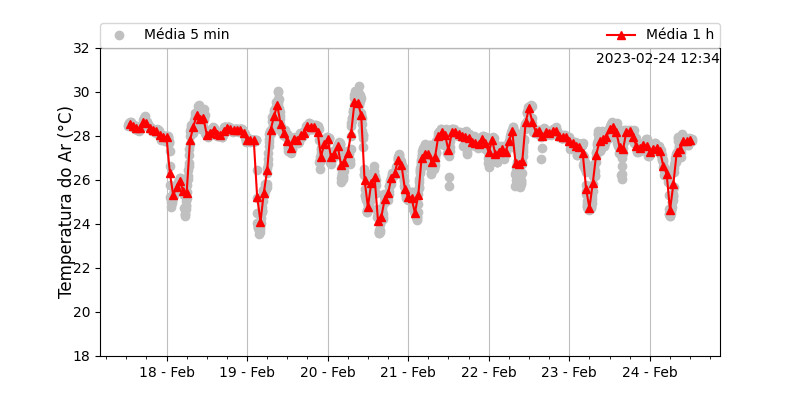 Média 5 min
Média 1 h
2023-02-24 12:34
Temperatura do Ar (°C)
32
30
28
26
24
22
20
18
18 - Feb
19 - Feb
20 - Feb
21 - Feb
22 - Feb
23 - Feb
24 - Feb